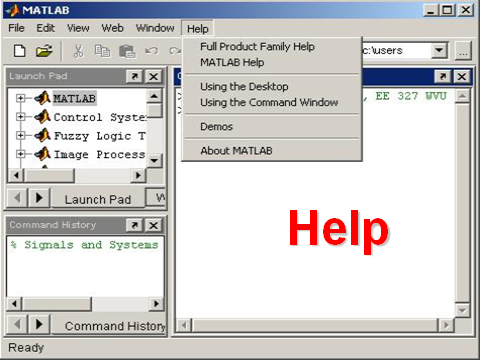 MATLAB
File Edit View Web Window Help
c:\users
...
Full Product Family Help
MATLAB Help
Using the Desktop
Using the Command Window
Demos
About MATLAB
Launch Pad
MATLAB
Control Syste
Fuzzy Logic T
Image Process
Launch Pad
, EE 327 WVU
Command History
% Signals and Systems
Command History
Help
Ready